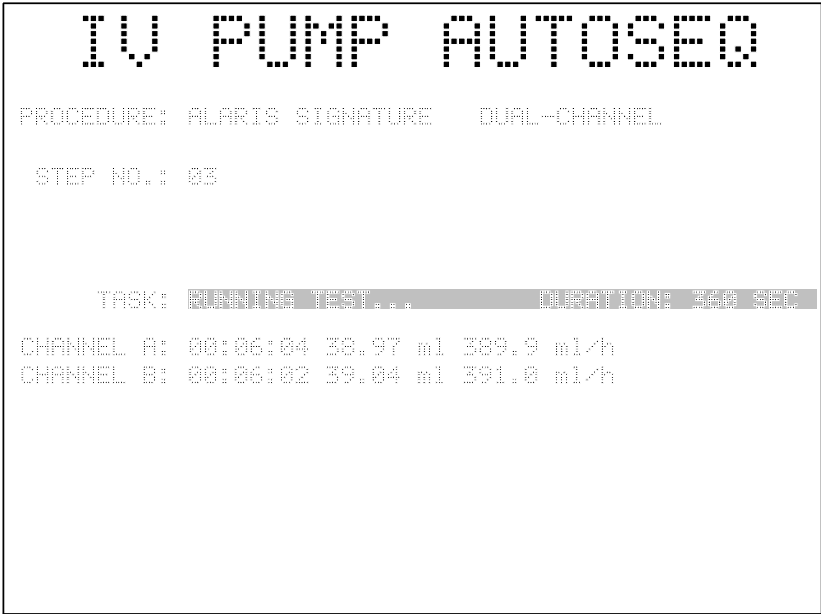 IV PUMP AUTOSEQ
PROCEDURE: ALARIS SIGNATURE DUAL-CHANNEL
STEP NO.: 03
TASK: RUNNING TEST... DURATION: 360 SEC
CHANNEL A: 00:06:04 38.97 ml 389.9 ml/h
CHANNEL B: 00:06:02 39.04 ml 391.0 ml/h